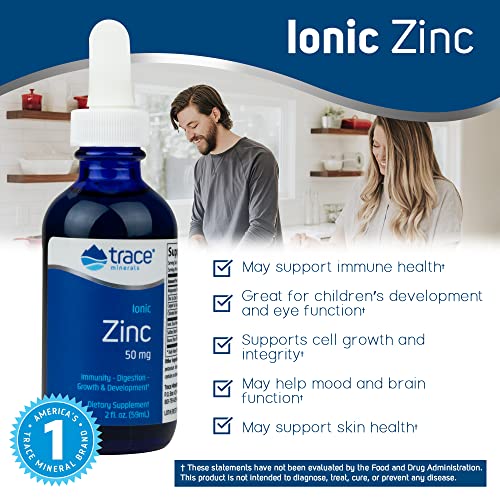 Ionic Zinc
trace®
minerals
Ionic
Zinc
50 mg
Immunity - Digestion -
Growth & Development†
Dietary Supplement
2 fl. oz. (59mL)
AMERICA'S
1
TRACE MINERAL BRAND
☑ May support immune health†
☑ Great for children's development
and eye function†
☑ Supports cell growth and
integrity†
☑ May help mood and brain
function†
☑ May support skin health†
† These statements have not been evaluated by the Food and Drug Administration.
This product is not intended to diagnose, treat, cure, or prevent any disease.